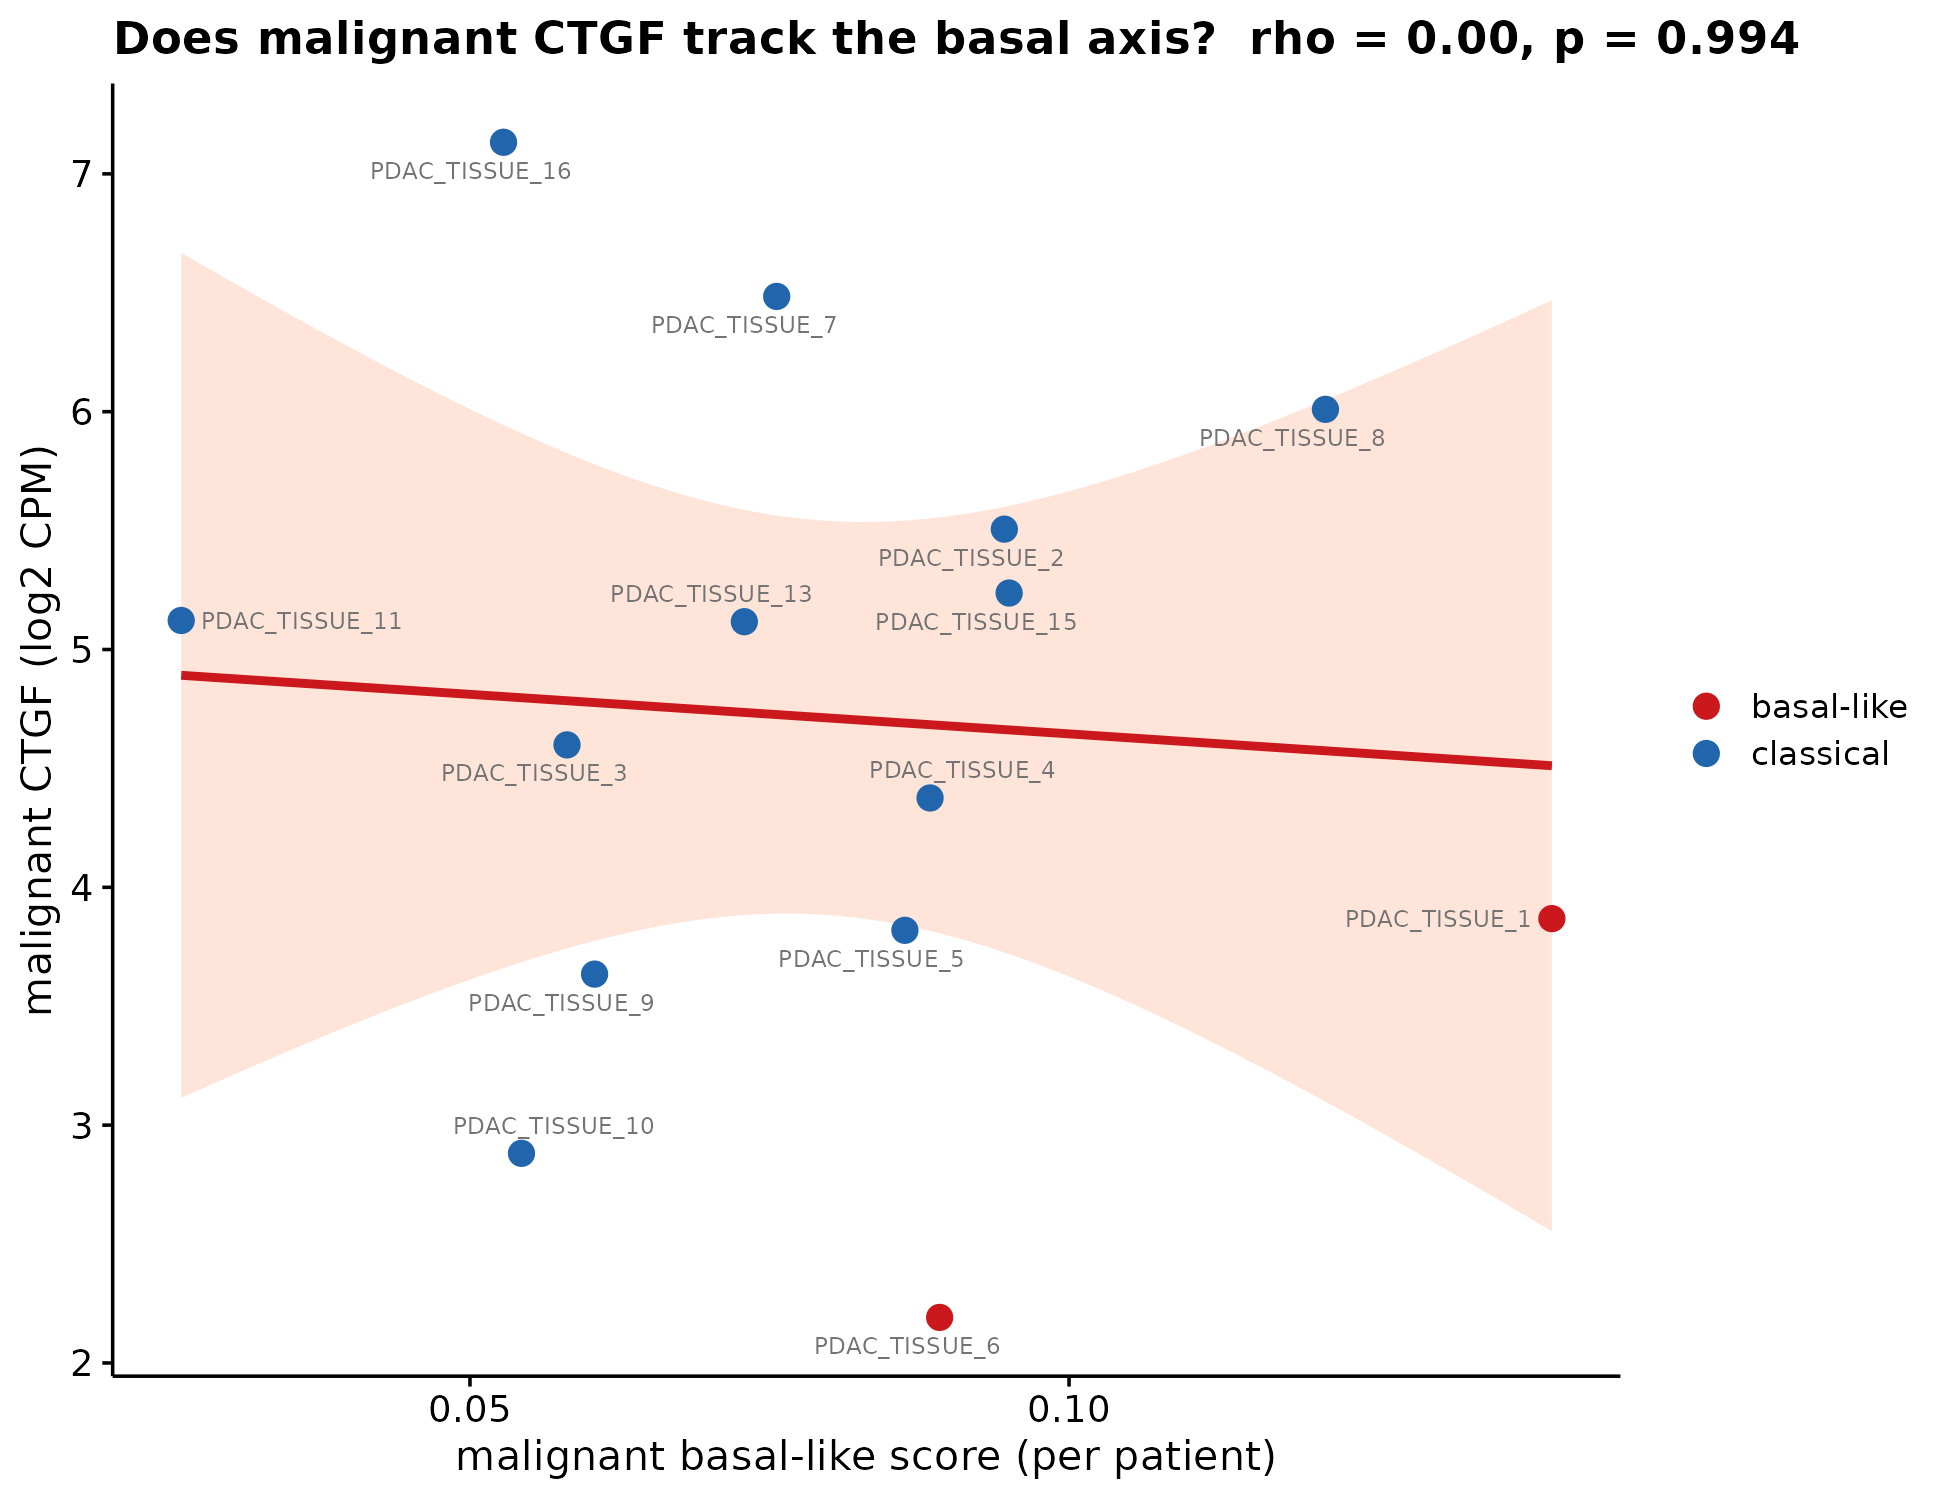 Does malignant CTGF track the basal axis?  rho = 0.00, p = 0.994
malignant CTGF (log2 CPM)
7
6
5
4
3
2
PDAC_TISSUE_16
PDAC_TISSUE_7
PDAC_TISSUE_8
PDAC_TISSUE_2
PDAC_TISSUE_13
PDAC_TISSUE_11
PDAC_TISSUE_15
PDAC_TISSUE_3
PDAC_TISSUE_4
PDAC_TISSUE_1
PDAC_TISSUE_5
PDAC_TISSUE_9
PDAC_TISSUE_10
PDAC_TISSUE_6
basal-like
classical
0.05
0.10
malignant basal-like score (per patient)